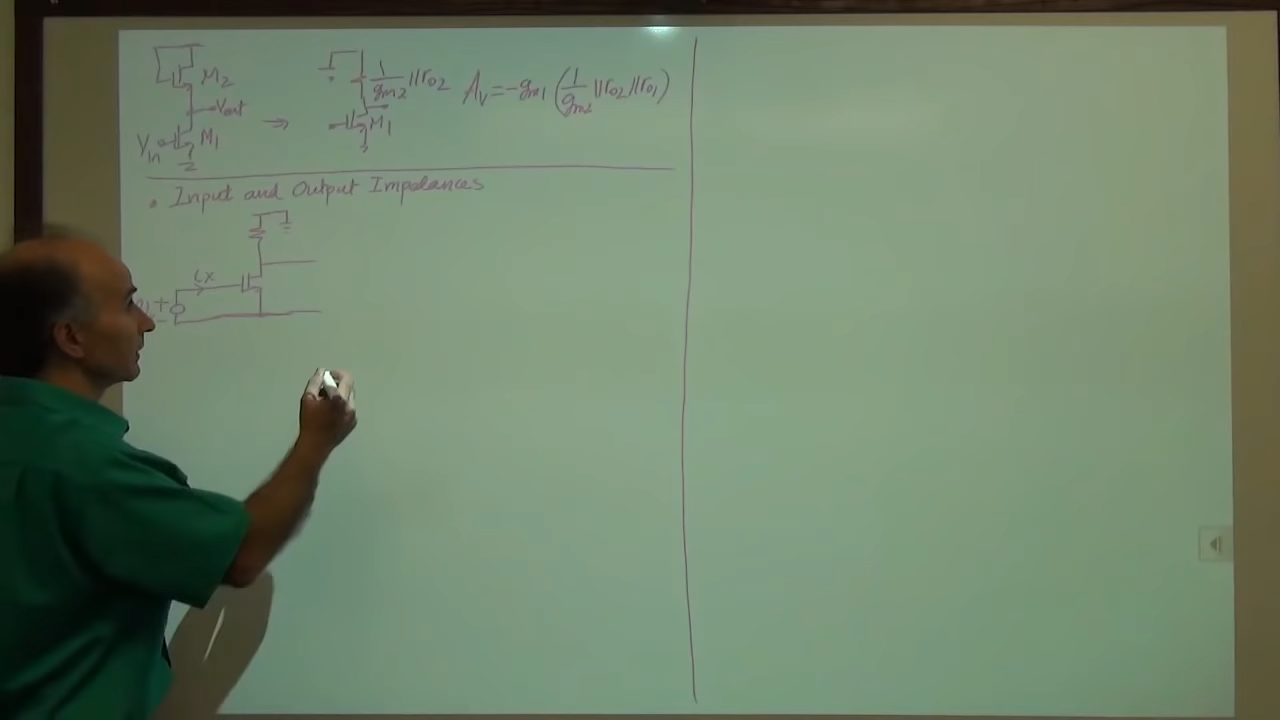 M2
Vout
Vin M1
⇒
1/gm2 || ro2
M1
Av = -gm1 (1/gm2 || ro2 || ro1)
• Input and Output Impedances
ix
+
-